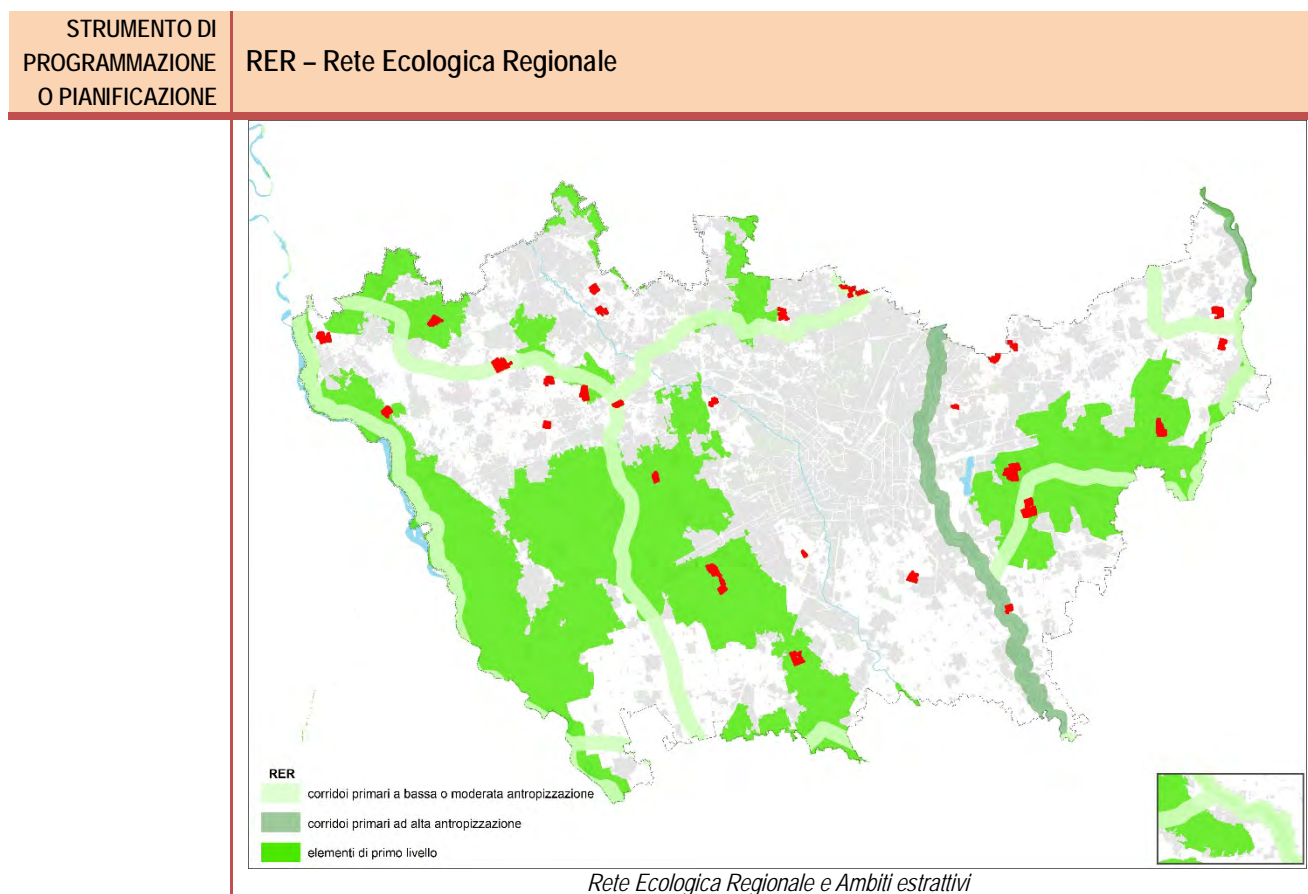 STRUMENTO DI
PROGRAMMAZIONE
O PIANIFICAZIONE
RER – Rete Ecologica Regionale
RER
corridoi primari a bassa o moderata antropizzazione
corridoi primari ad alta antropizzazione
elementi di primo livello
Rete Ecologica Regionale e Ambiti estrattivi